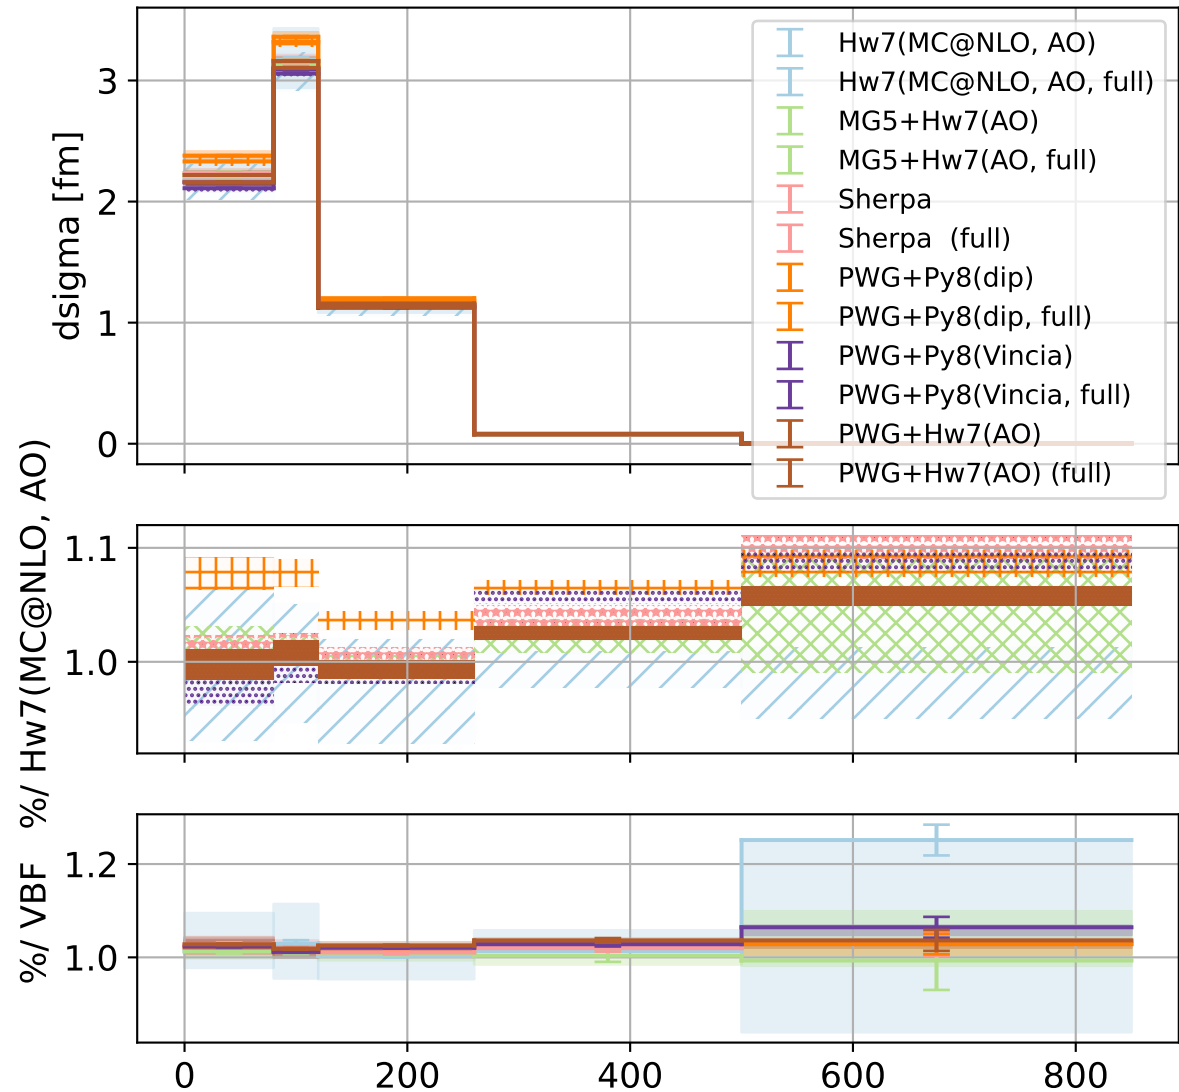 dsigma [fm]
3
2
1
0
Hw7(MC@NLO, AO)
Hw7(MC@NLO, AO, full)
MG5+Hw7(AO)
MG5+Hw7(AO, full)
Sherpa
Sherpa  (full)
PWG+Py8(dip)
PWG+Py8(dip, full)
PWG+Py8(Vincia)
PWG+Py8(Vincia, full)
PWG+Hw7(AO)
PWG+Hw7(AO) (full)
%/ Hw7(MC@NLO, AO)
1.1
1.0
%/ VBF
1.2
1.0
0 200 400 600 800